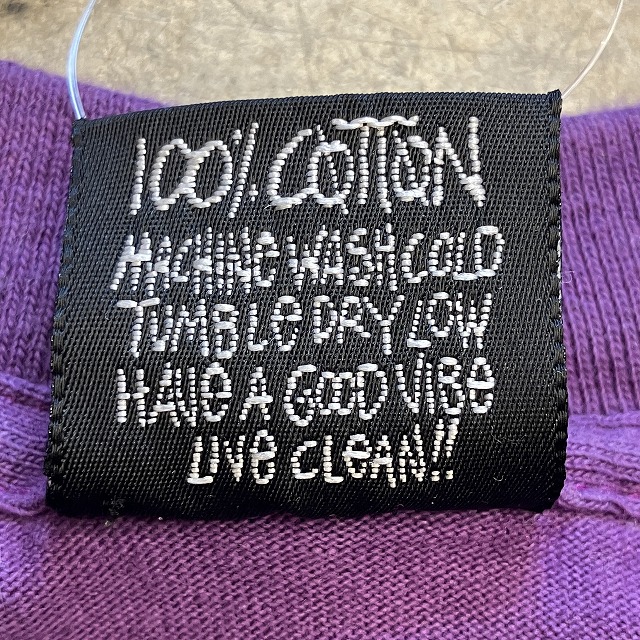 100% COTTON
MACHINE WASH COLD
TUMBLE DRY LOW
HAVE A GOOD VIBE
LIVE CLEAN!!